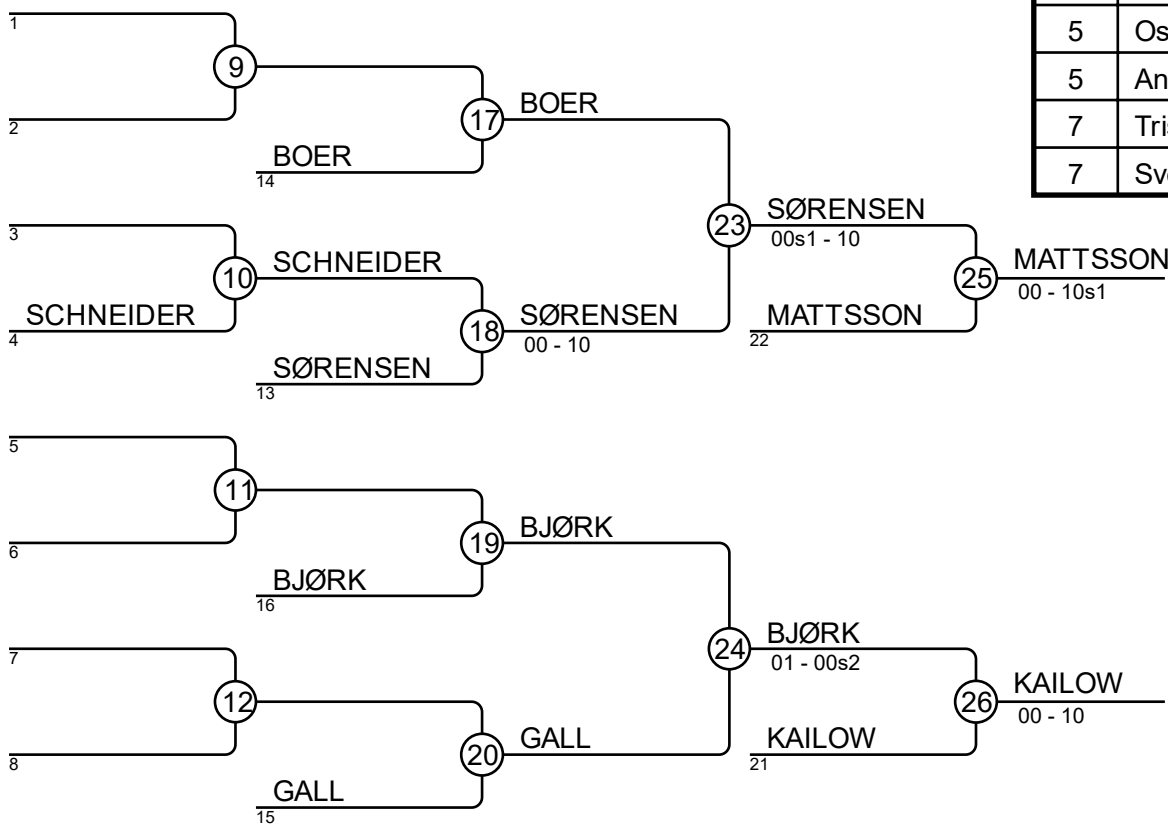 1
9
2
BOER
14
17
BOER
3
10
SCHNEIDER
SCHNEIDER
4
18
SØRENSEN
00 - 10
SØRENSEN
13
23
SØRENSEN
00s1 - 10
MATTSSON
22
25
MATTSSON
00 - 10s1
5
11
6
19
BJØRK
BJØRK
16
7
12
8
20
GALL
GALL
15
24
BJØRK
01 - 00s2
KAILOW
21
26
KAILOW
00 - 10
5 Os
5 An
7
7